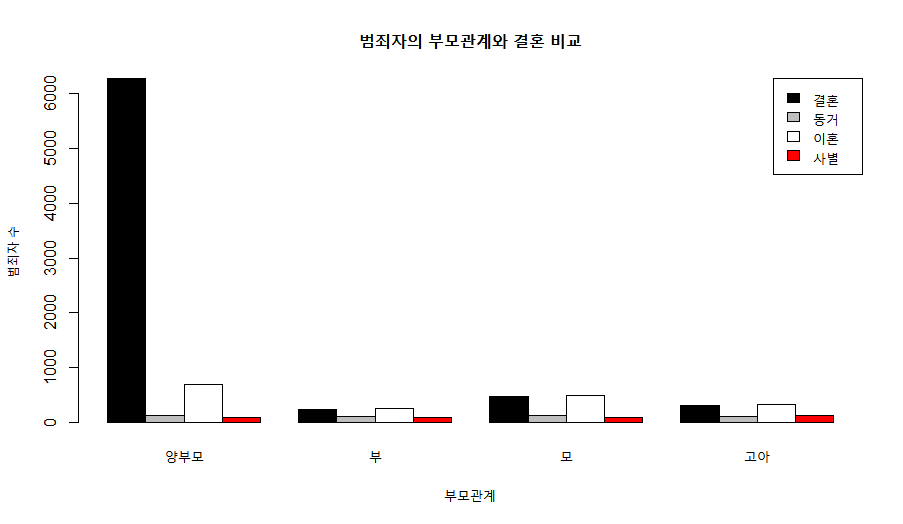 범죄자의 부모관계와 결혼 비교
결혼
동거
이혼
사별
범죄자 수
6000
5000
4000
3000
2000
1000
0
양부모
부
모
고아
부모관계